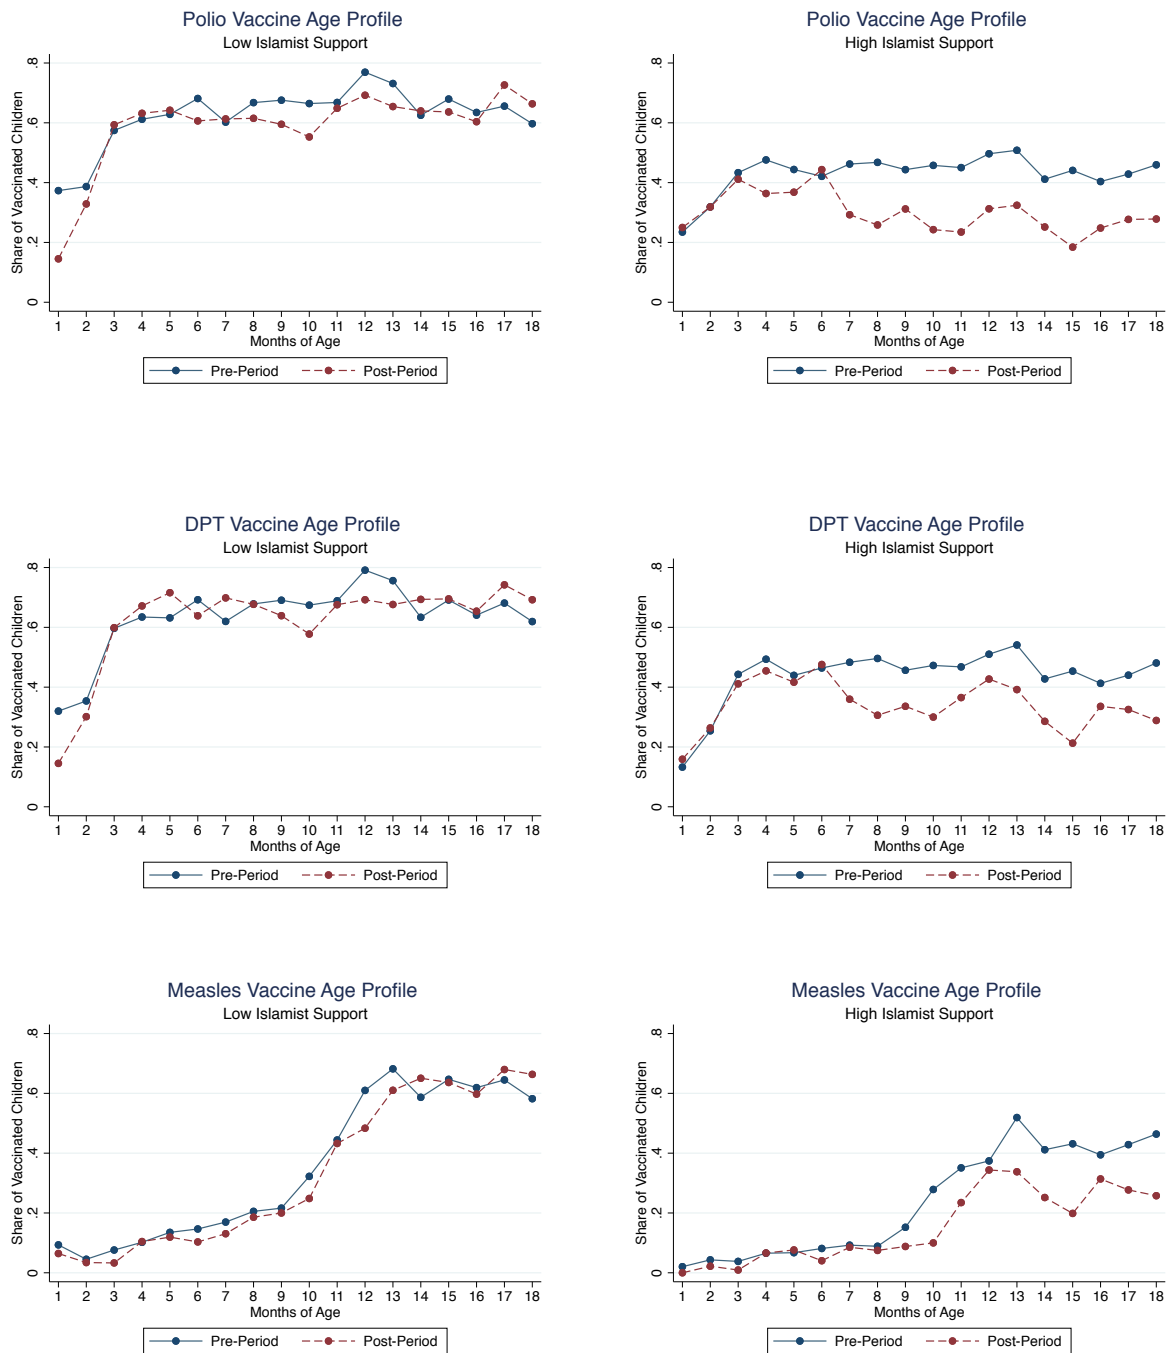 Polio Vaccine Age Profile
Low Islamist Support
Share of Vaccinated Children
.8
.6
.4
.2
0
1 2 3 4 5 6 7 8 9 10 11 12 13 14 15 16 17 18
Months of Age
Pre-Period Post-Period
Polio Vaccine Age Profile
High Islamist Support
Share of Vaccinated Children
.8
.6
.4
.2
0
1 2 3 4 5 6 7 8 9 10 11 12 13 14 15 16 17 18
Months of Age
Pre-Period Post-Period
DPT Vaccine Age Profile
Low Islamist Support
Share of Vaccinated Children
.8
.6
.4
.2
0
1 2 3 4 5 6 7 8 9 10 11 12 13 14 15 16 17 18
Months of Age
Pre-Period Post-Period
DPT Vaccine Age Profile
High Islamist Support
Share of Vaccinated Children
.8
.6
.4
.2
0
1 2 3 4 5 6 7 8 9 10 11 12 13 14 15 16 17 18
Months of Age
Pre-Period Post-Period
Measles Vaccine Age Profile
Low Islamist Support
Share of Vaccinated Children
.8
.6
.4
.2
0
1 2 3 4 5 6 7 8 9 10 11 12 13 14 15 16 17 18
Months of Age
Pre-Period Post-Period
Measles Vaccine Age Profile
High Islamist Support
Share of Vaccinated Children
.8
.6
.4
.2
0
1 2 3 4 5 6 7 8 9 10 11 12 13 14 15 16 17 18
Months of Age
Pre-Period Post-Period